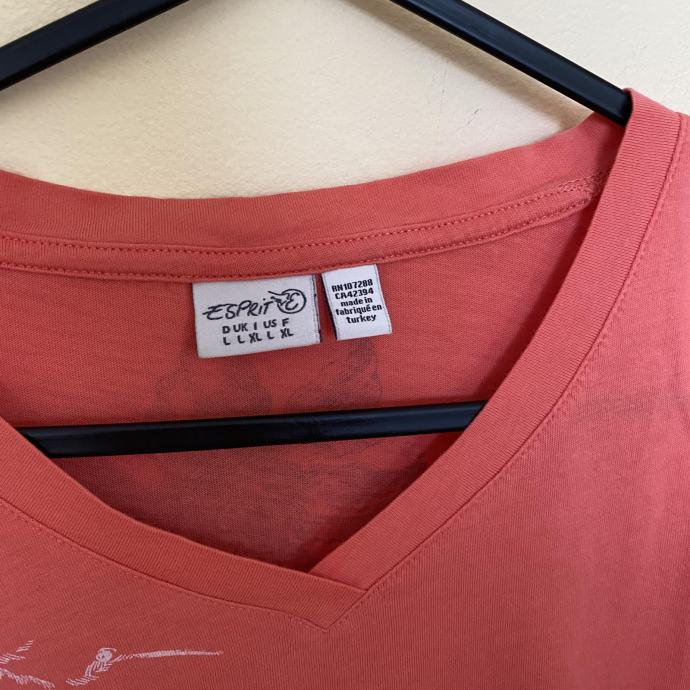 ESPRIT
D UK I US F
L L XL L XL
RN107288
CA42394
made in
fabriqué en
turkey